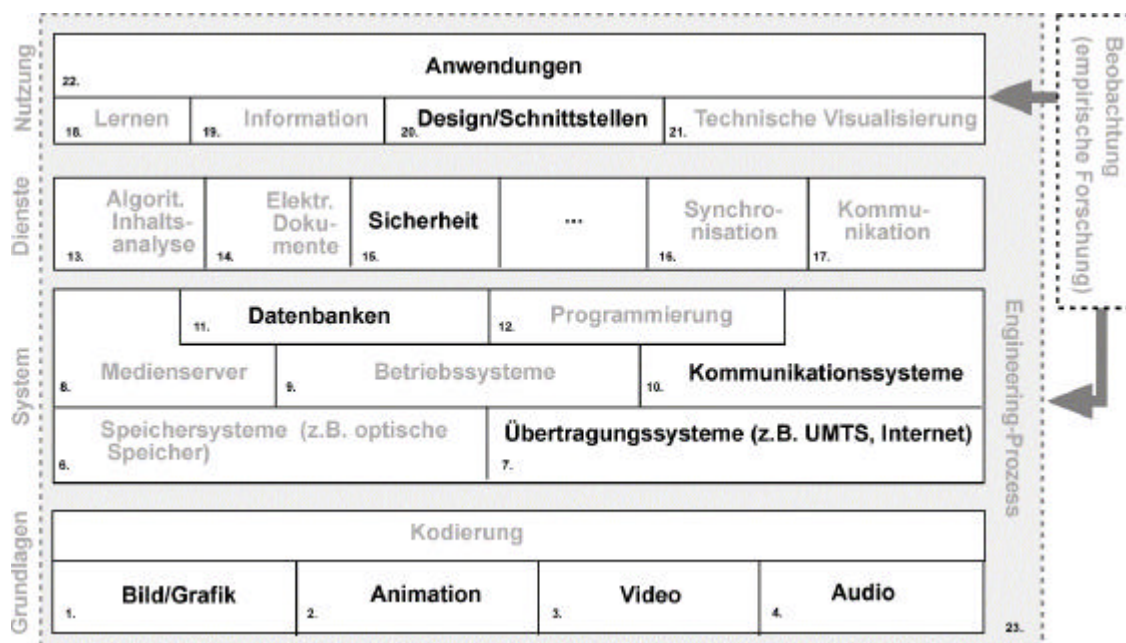 Nutzung
Anwendungen
22.
18. Lernen
19. Information
20. Design/Schnittstellen
21. Technische Visualisierung
Beobachtung
(empirische Forschung)
Dienste
Algorit.
Inhalts-
analyse
13.
Elektr.
Doku-
mente
14.
Sicherheit
15.
...
Synchro-
nisation
16.
Kommu-
nikation
17.
System
11. Datenbanken
12. Programmierung
8. Medienserver
9. Betriebssysteme
10. Kommunikationssysteme
Speichersysteme (z.B. optische
Speicher)
6.
Übertragungssysteme (z.B. UMTS, Internet)
7.
Engineering-Prozess
Grundlagen
Kodierung
1. Bild/Grafik
2. Animation
3. Video
4. Audio
23.